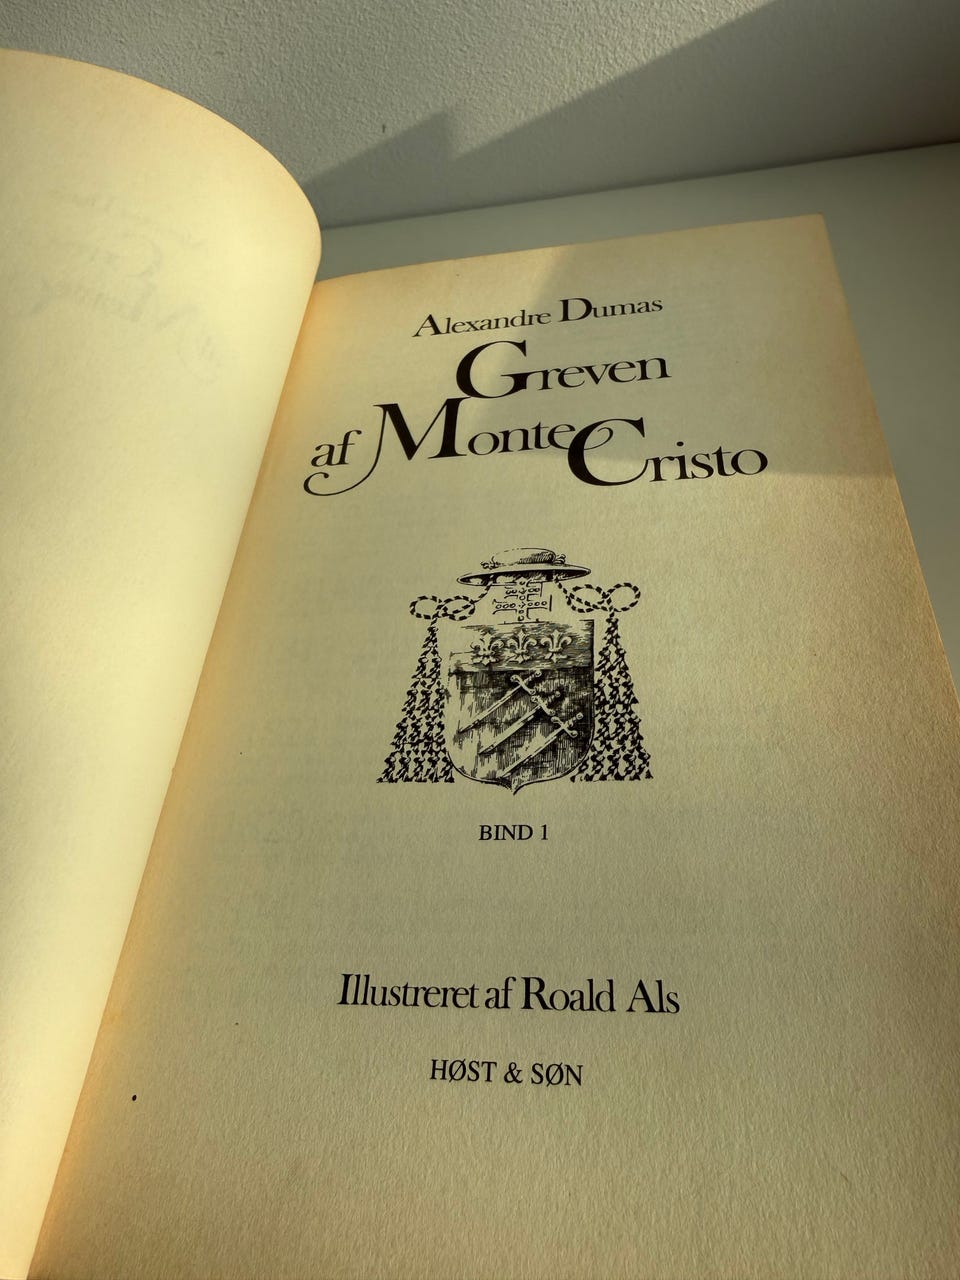 Alexandre Dumas
Greven
af Monte Cristo
BIND 1
Illustreret af Roald Als
HØST & SØN